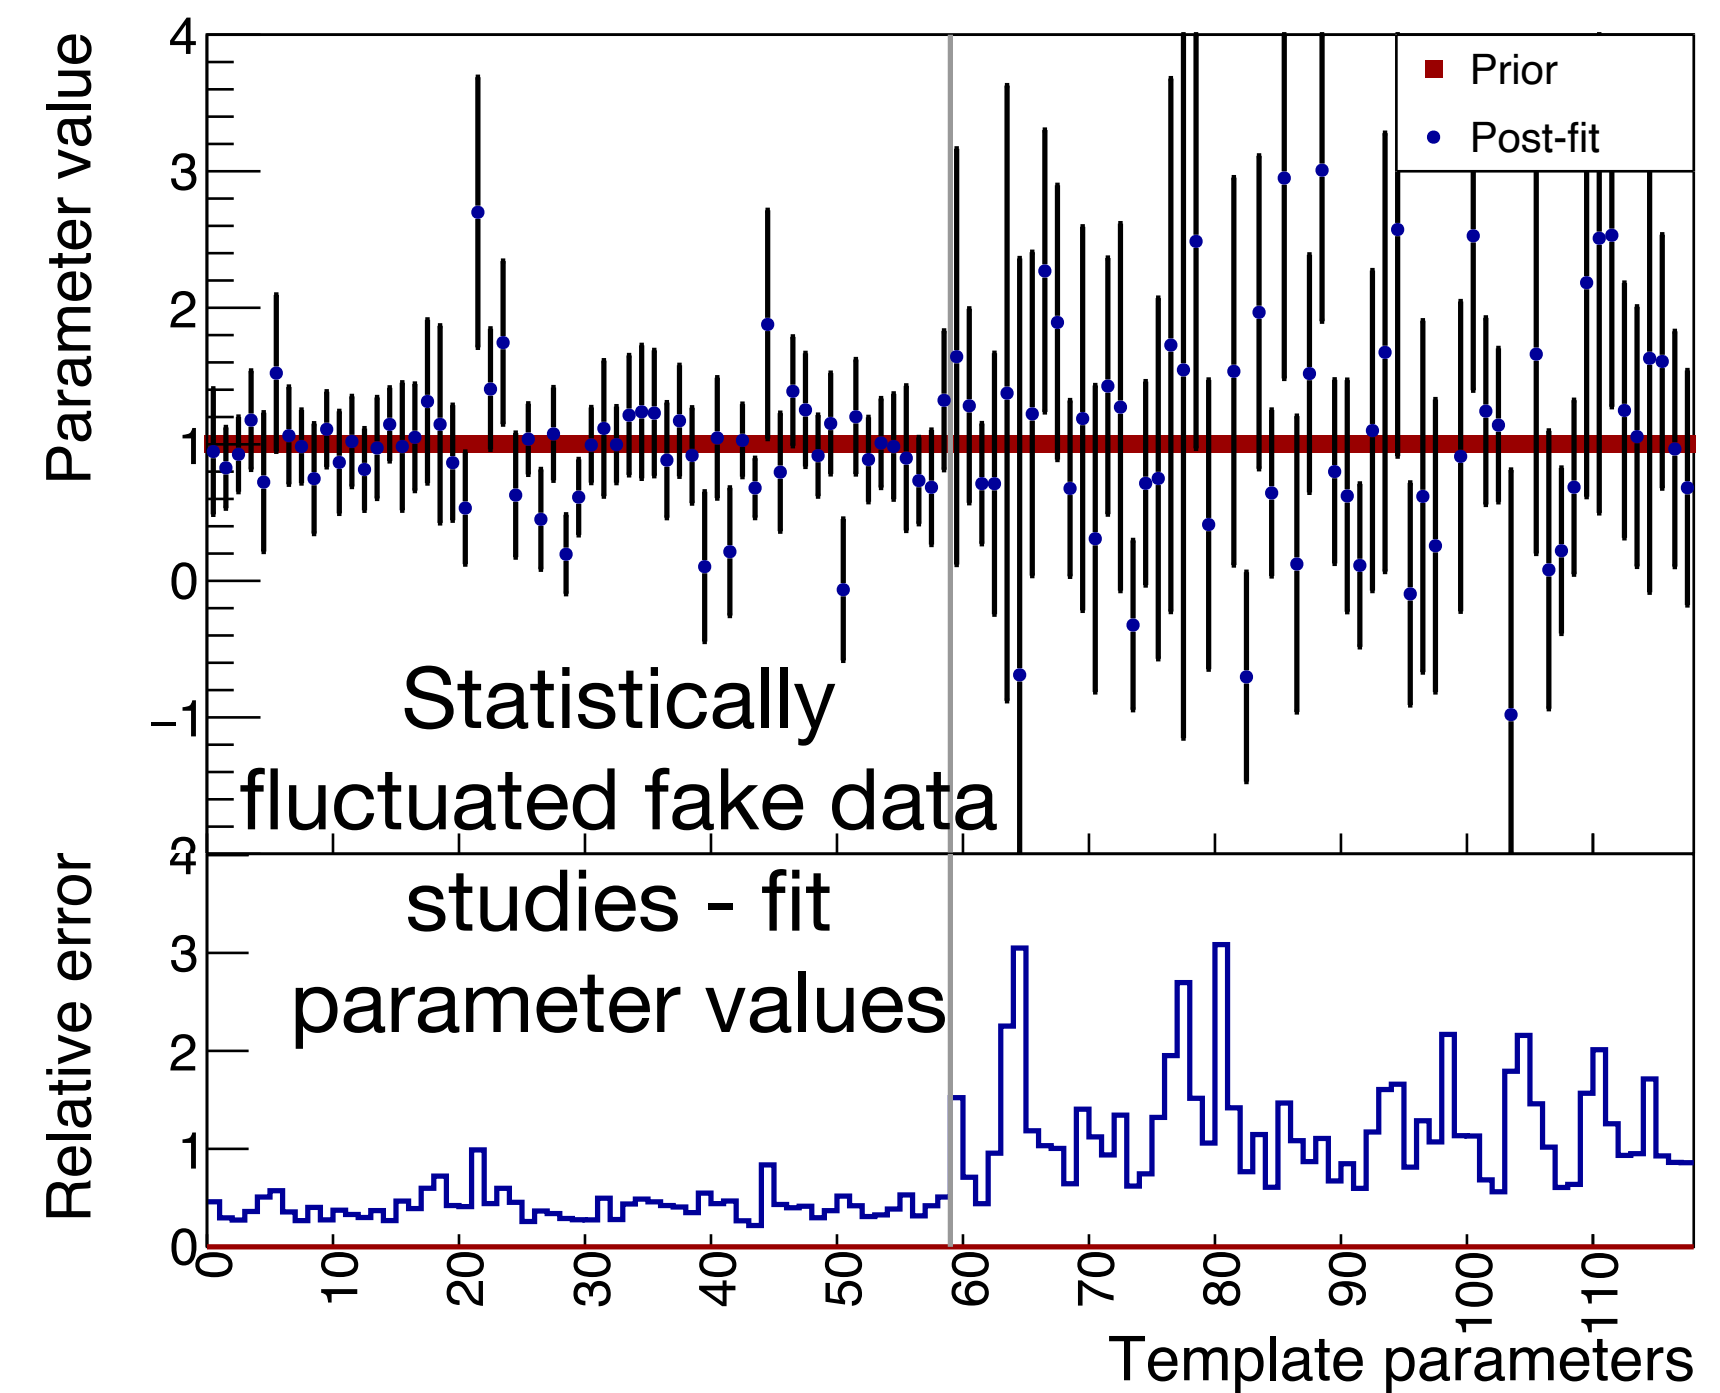 Parameter value
4
3
2
1
0
−1
Prior
Post-fit
Statistically
fluctuated fake data
studies - fit
parameter values
Relative error
4
3
2
1
0
0 10 20 30 40 50 60 70 80 90 100 110
Template parameters